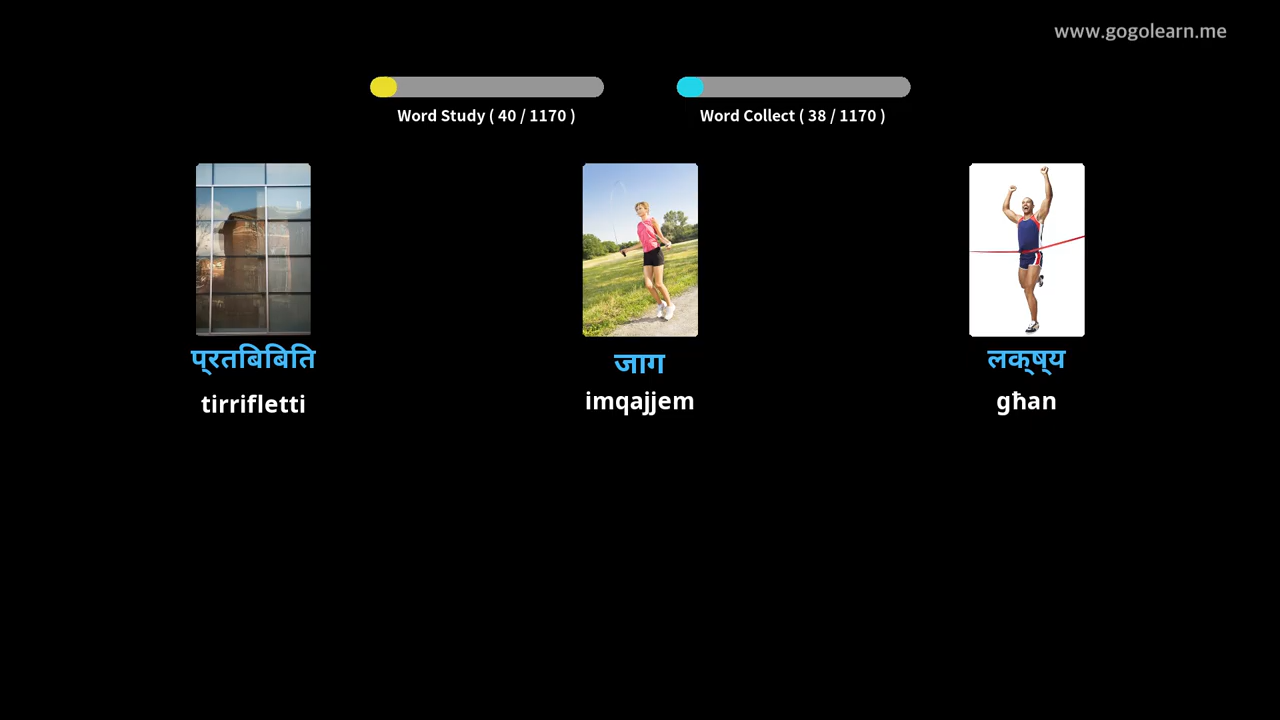 www.gogolearn.me
Word Study ( 40 / 1170 )
Word Collect ( 38 / 1170 )
प्रतबिबिति
जाग
लक्ष्य
tirrifletti
imqajjem
għan